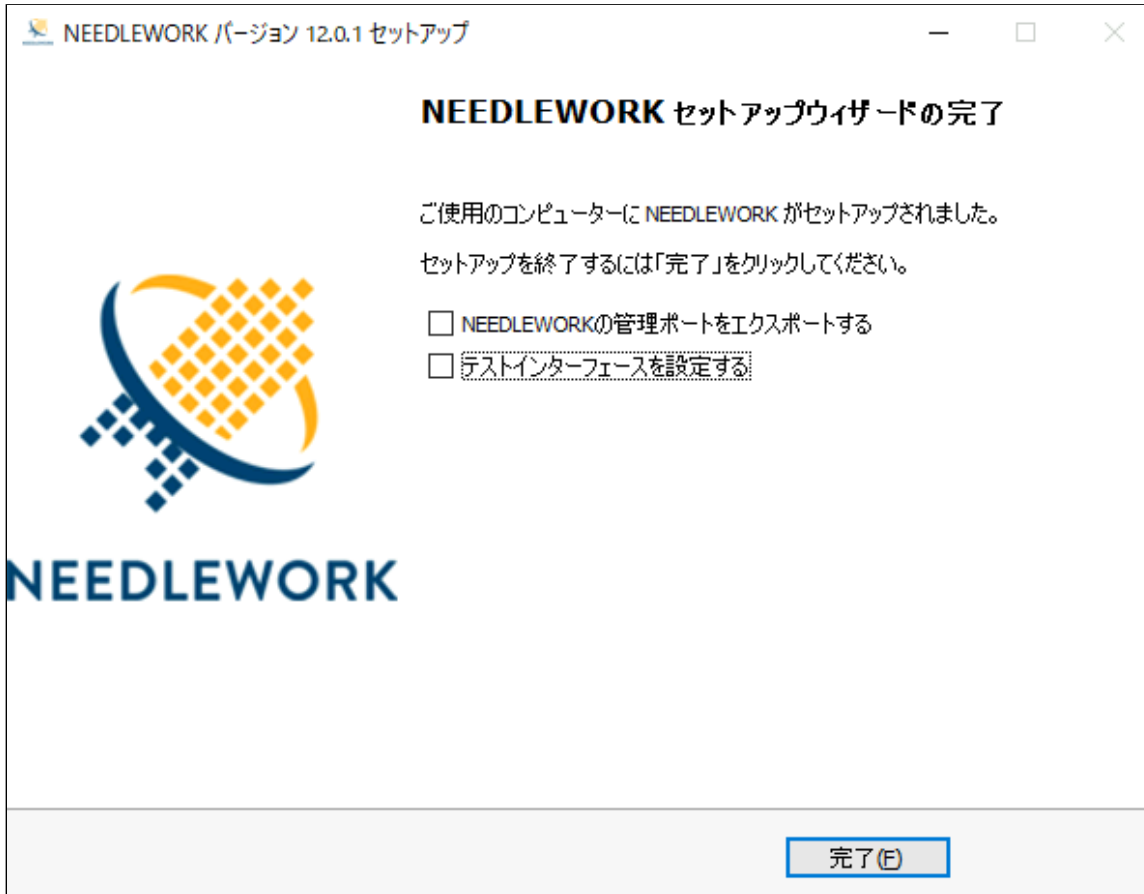 NEEDLEWORK バージョン 12.0.1 セットアップ
NEEDLEWORK セットアップウィザードの完了
ご使用のコンピューターに NEEDLEWORK がセットアップされました。
セットアップを終了するには「完了」をクリックしてください。
NEEDLEWORKの管理ポートをエクスポートする
テストインターフェースを設定する
NEEDLEWORK
完了(F)